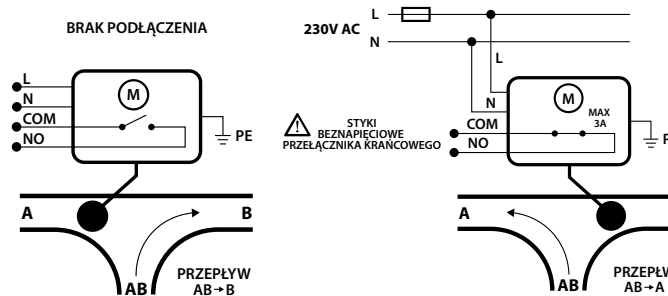 BRAK PODŁĄCZENIA
L
N
COM
NO
M
PE
A
B
AB
PRZEPŁYW
AB→B
230V AC
L
N
L
N
M
MAX
3A
COM
NO
STYKI
BEZNAPIĘCIOWE
PRZEŁĄCZNIKA KRAŃCOWEGO
P
A
AB
PRZEPŁW
AB→A